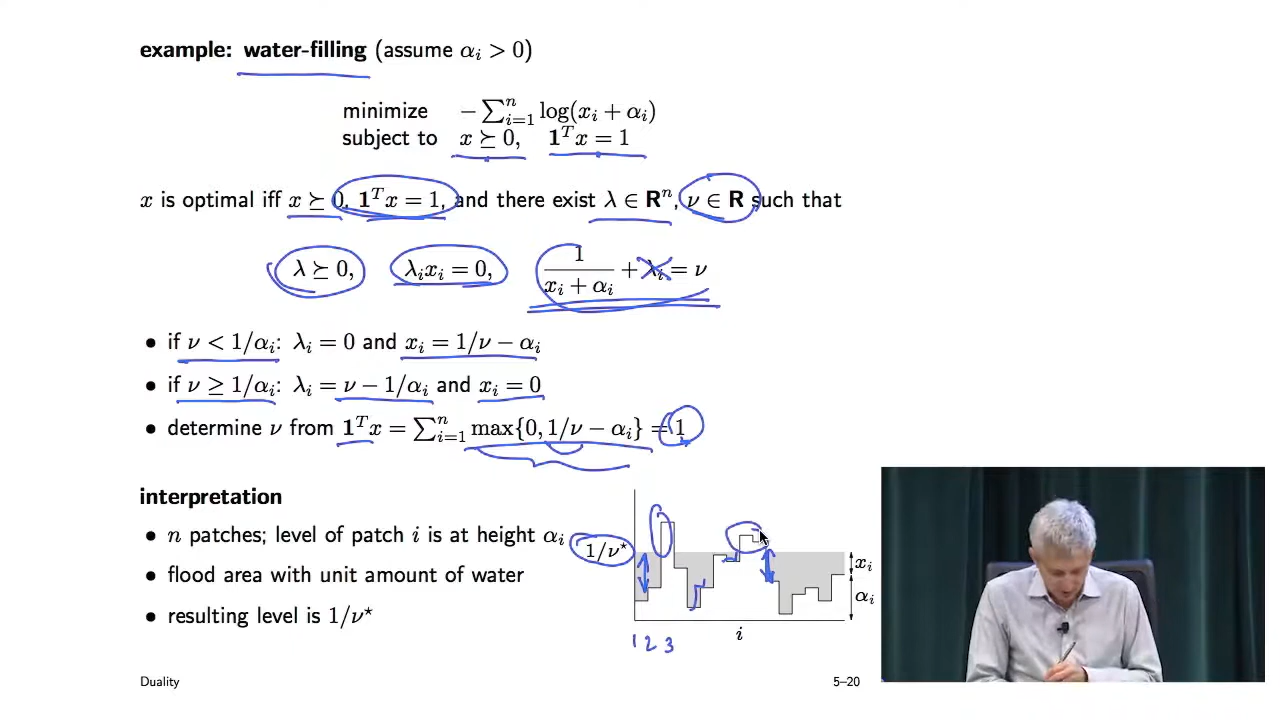 example: water-filling (assume αᵢ > 0)
minimize −∑ⁿᵢ₌₁ log(xᵢ + αᵢ)
subject to x ⪰ 0, 1ᵀx = 1
x is optimal iff x ⪰ 0, 1ᵀx = 1, and there exist λ ∈ Rⁿ, ν ∈ R such that
λ ⪰ 0, λᵢxᵢ = 0, 1/(xᵢ + αᵢ) + λᵢ = ν
• if ν < 1/αᵢ: λᵢ = 0 and xᵢ = 1/ν − αᵢ
• if ν ≥ 1/αᵢ: λᵢ = ν − 1/αᵢ and xᵢ = 0
• determine ν from 1ᵀx = ∑ⁿᵢ₌₁ max{0, 1/ν − αᵢ} = 1
interpretation
• n patches; level of patch i is at height αᵢ
• flood area with unit amount of water
• resulting level is 1/ν⋆
1/ν⋆
xᵢ
αᵢ
i
1 2 3
Duality
5–20